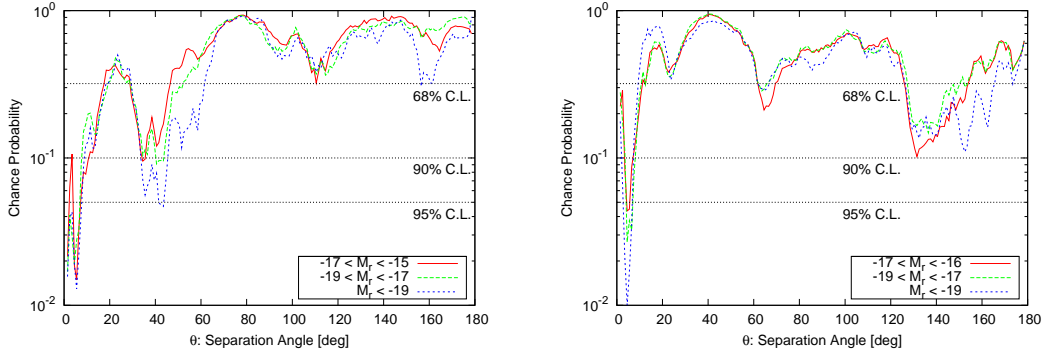 10^0
10^-1
10^-2
Chance Probability
68% C.L.
90% C.L.
95% C.L.
-17 < M_r < -15
-19 < M_r < -17
M_r < -19
0 20 40 60 80 100 120 140 160 180
θ: Separation Angle [deg]
10^0
10^-1
10^-2
Chance Probability
68% C.L.
90% C.L.
95% C.L.
-17 < M_r < -16
-19 < M_r < -17
M_r < -19
0 20 40 60 80 100 120 140 160 180
θ: Separation Angle [deg]